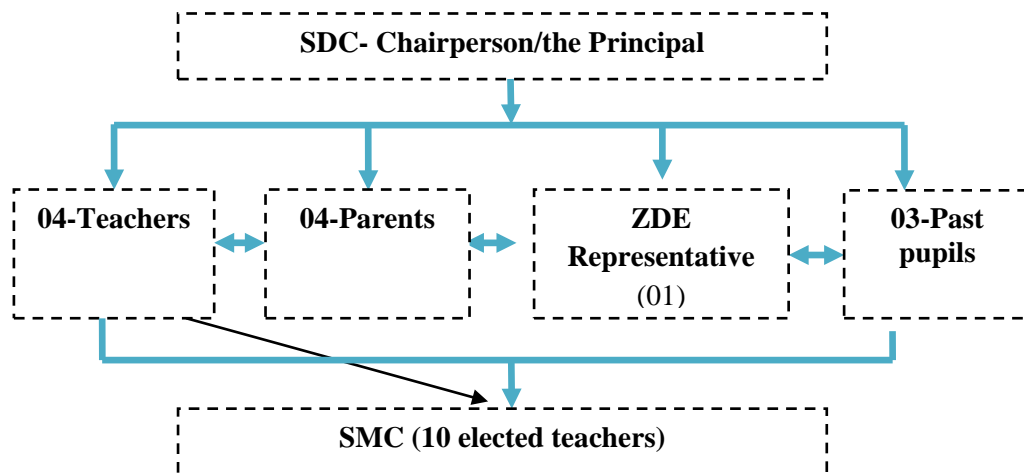 SDC- Chairperson/the Principal
04-Teachers
04-Parents
ZDE
Representative
(01)
03-Past
pupils
SMC (10 elected teachers)